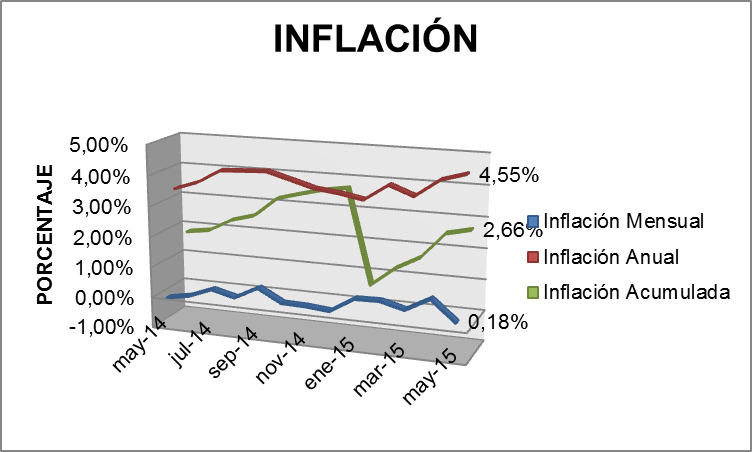 INFLACIÓN
PORCENTAJE
5,00%
4,00%
3,00%
2,00%
1,00%
0,00%
-1,00%
may-14
jul-14
sep-14
nov-14
ene-15
mar-15
may-15
4,55%
2,66%
0,18%
Inflación Mensual
Inflación Anual
Inflación Acumulada